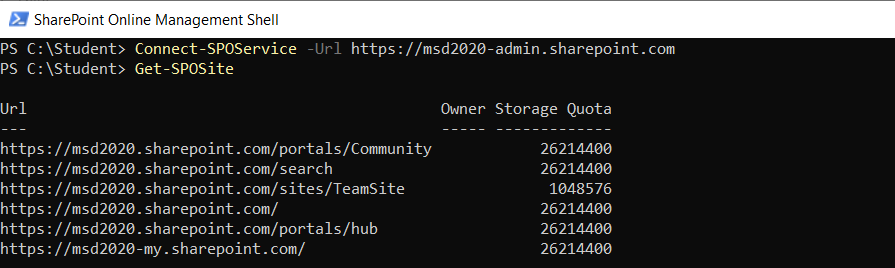 SharePoint Online Management Shell
PS C:\Student> Connect-SPOService -Url https://msd2020-admin.sharepoint.com
PS C:\Student> Get-SPOSite
Url Owner Storage Quota
--- ----- -------------
https://msd2020.sharepoint.com/portals/Community 26214400
https://msd2020.sharepoint.com/search 26214400
https://msd2020.sharepoint.com/sites/TeamSite 1048576
https://msd2020.sharepoint.com/ 26214400
https://msd2020.sharepoint.com/portals/hub 26214400
https://msd2020-my.sharepoint.com/ 26214400